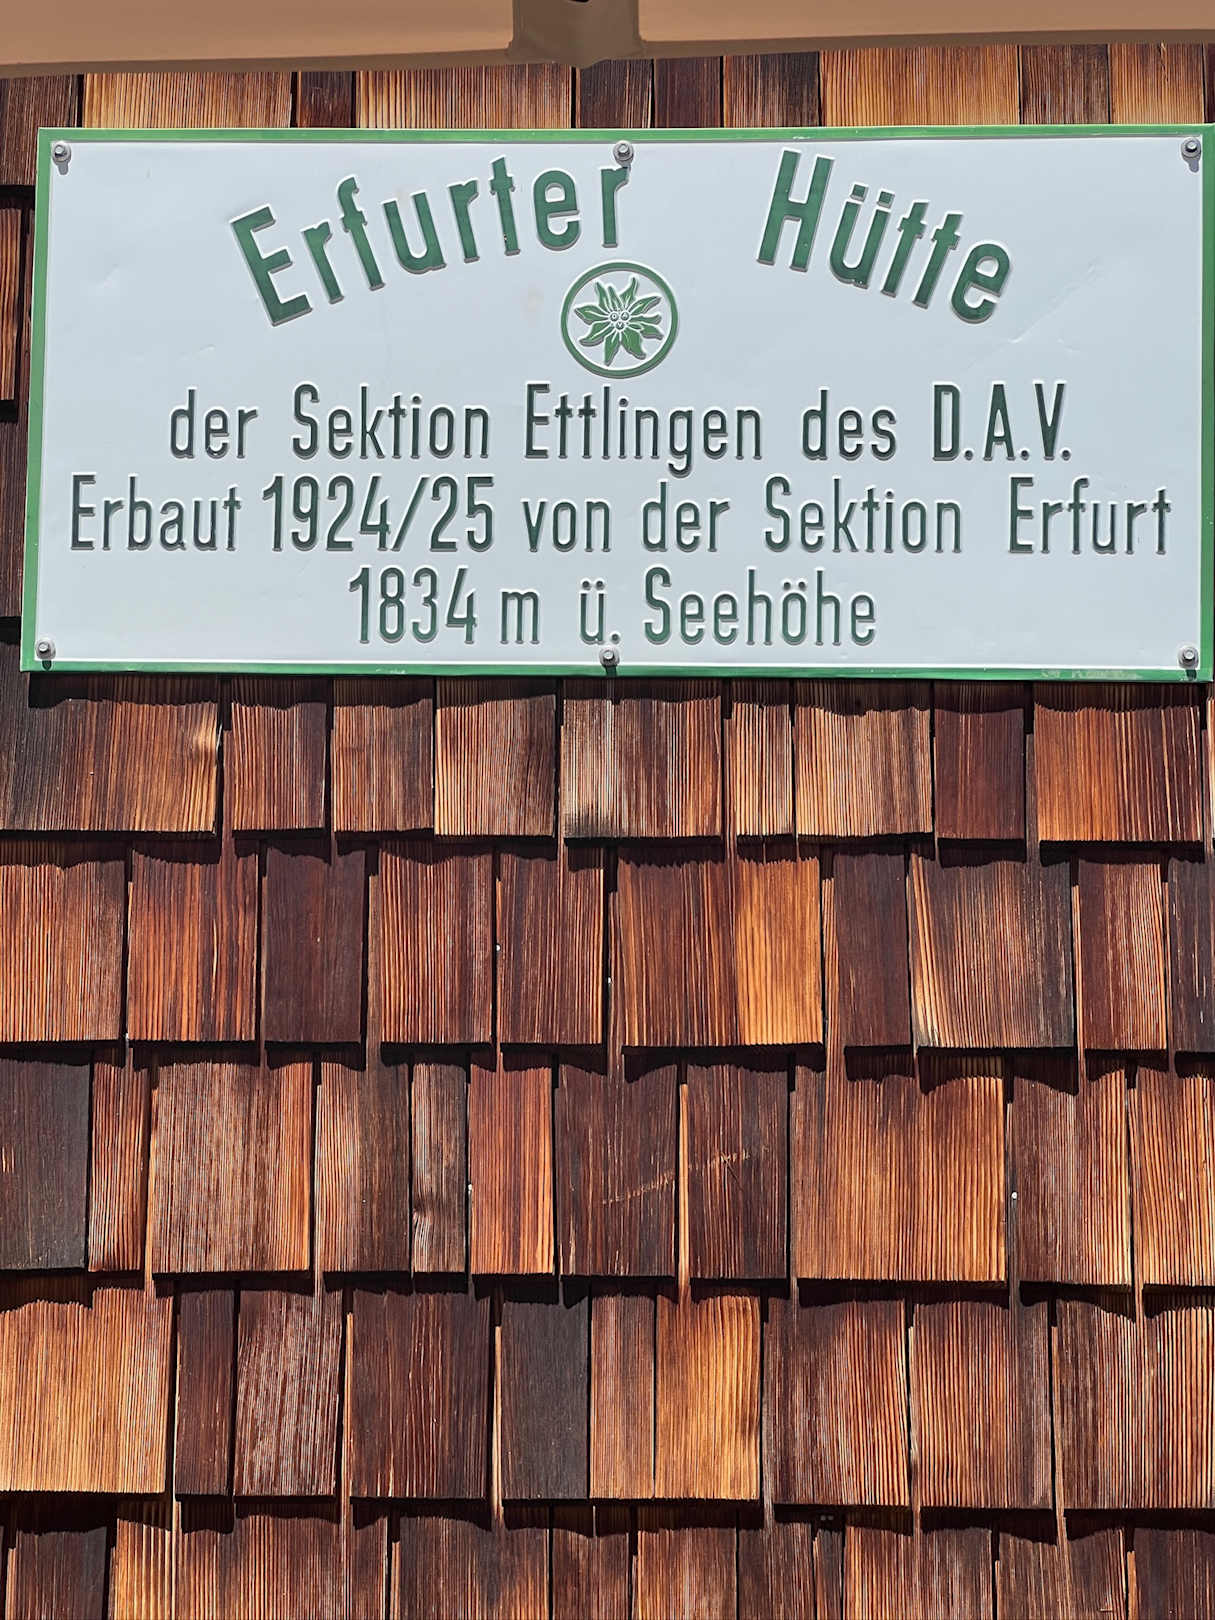 Erfurter Hütte
der Sektion Ettlingen des D.A.V.
Erbaut 1924/25 von der Sektion Erfurt
1834 m ü. Seehöhe